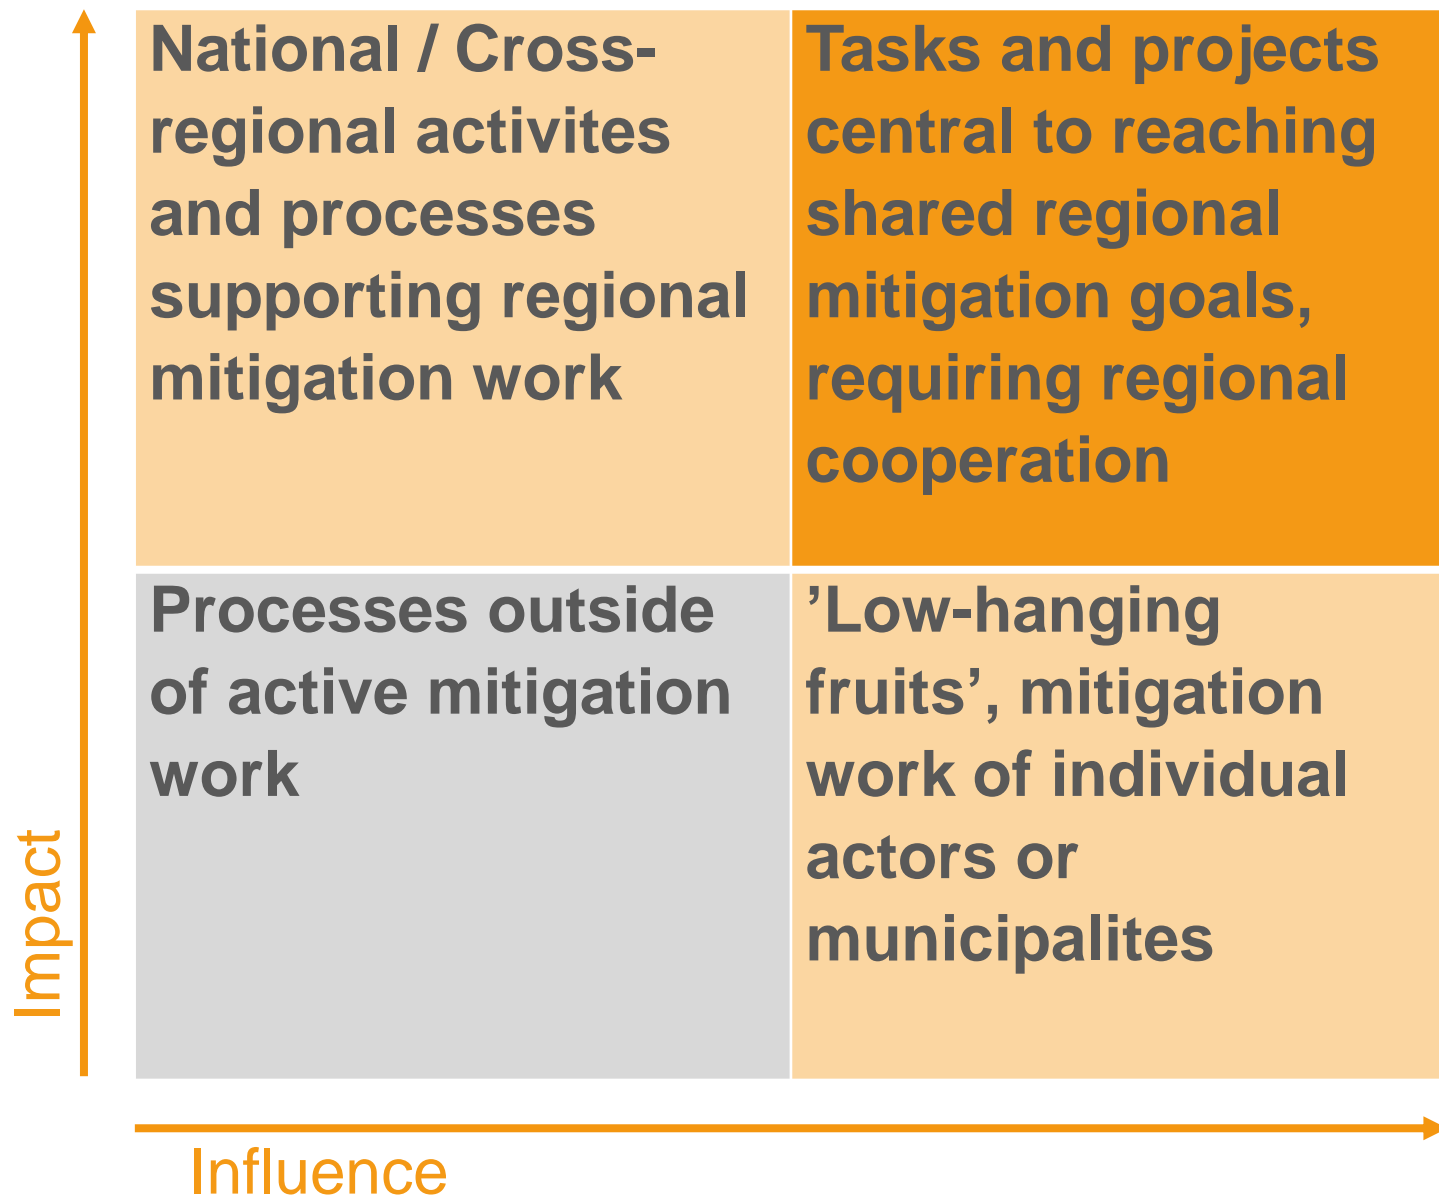 National / Cross-
regional activites
and processes
supporting regional
mitigation work
Tasks and projects
central to reaching
shared regional
mitigation goals,
requiring regional
cooperation
Processes outside
of active mitigation
work
’Low-hanging
fruits’, mitigation
work of individual
actors or
municipalites
Impact
Influence